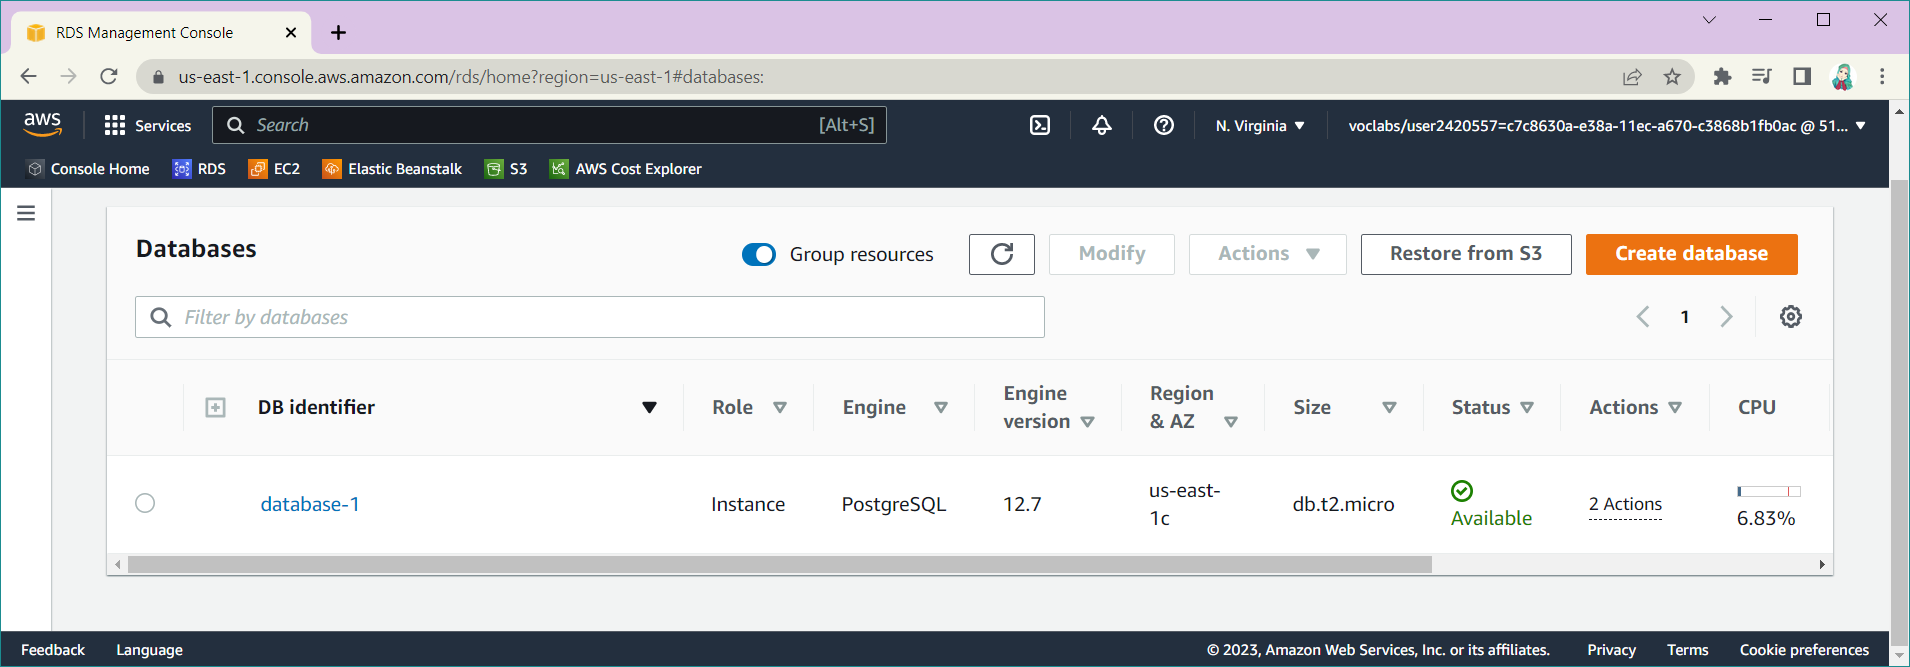 RDS Management Console
us-east-1.console.aws.amazon.com/rds/home?region=us-east-1#databases:
aws Services Search [Alt+S] N. Virginia voclabs/user2420557=c7c8630a-e38a-11ec-a670-c3868b1fb0ac @ 51...
Console Home RDS EC2 Elastic Beanstalk S3 AWS Cost Explorer
Databases Group resources Modify Actions Restore from S3 Create database
Filter by databases 1
DB identifier Role Engine Engine version Region & AZ Size Status Actions CPU
database-1 Instance PostgreSQL 12.7 us-east-1c db.t2.micro Available 2 Actions 6.83%
Feedback Language © 2023, Amazon Web Services, Inc. or its affiliates. Privacy Terms Cookie preferences